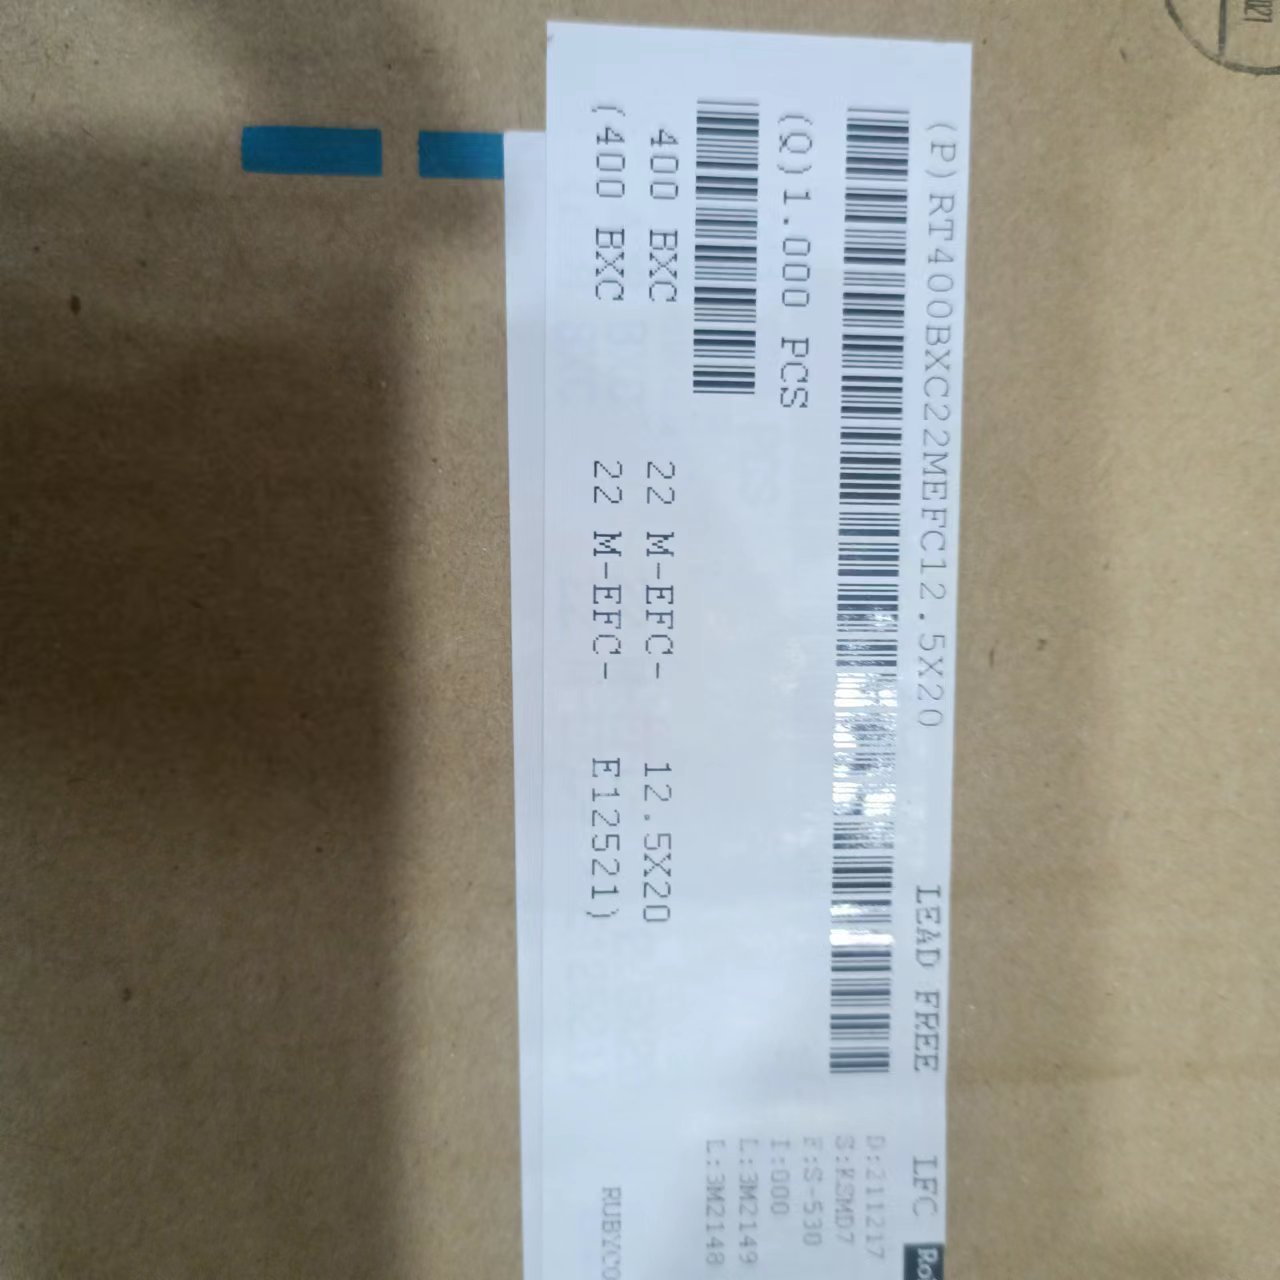 (P)RT400BXC22MEFC12.5X20 LEAD FREE LFC
(Q)1.000 PCS
400 BXC 22 M-EFC- 12.5X20
(400 BXC 22 M-EFC- E12521)
D:211217
S:KSMD7
F:S-530
I:000
L:3M2149
L:3M2148
RUBYCO